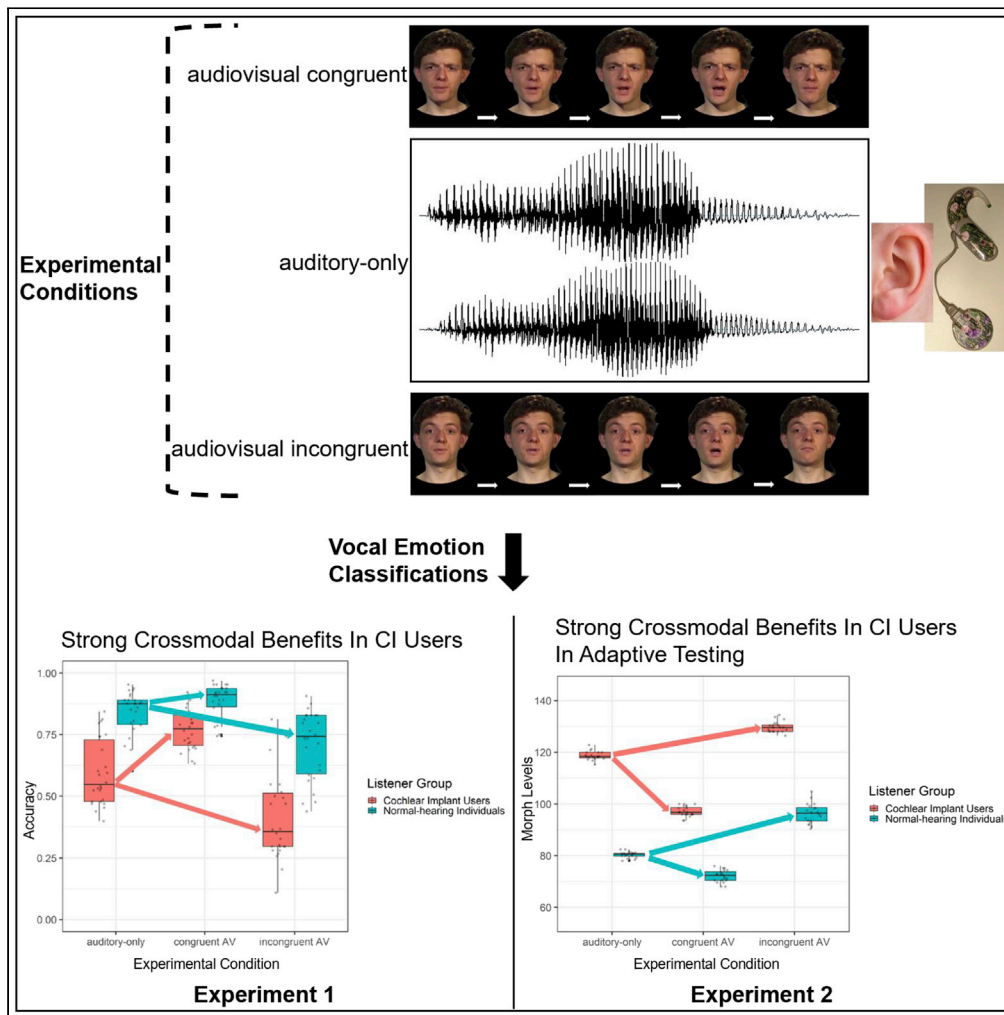 audiovisual congruent
Experimental
Conditions
auditory-only
audiovisual incongruent
Vocal Emotion
Classifications
Strong Crossmodal Benefits In CI Users
1.00
0.75
0.50
0.25
0.00
Accuracy
auditory-only
congruent AV
incongruent AV
Experimental Condition
Listener Group
Cochlear Implant Users
Normal-hearing Individuals
Experiment 1
Strong Crossmodal Benefits In CI Users
In Adaptive Testing
140
120
100
80
60
Morph Levels
auditory-only
congruent AV
incongruent AV
Experimental Condition
Listener Group
Cochlear Implant Users
Normal-hearing Individuals
Experiment 2